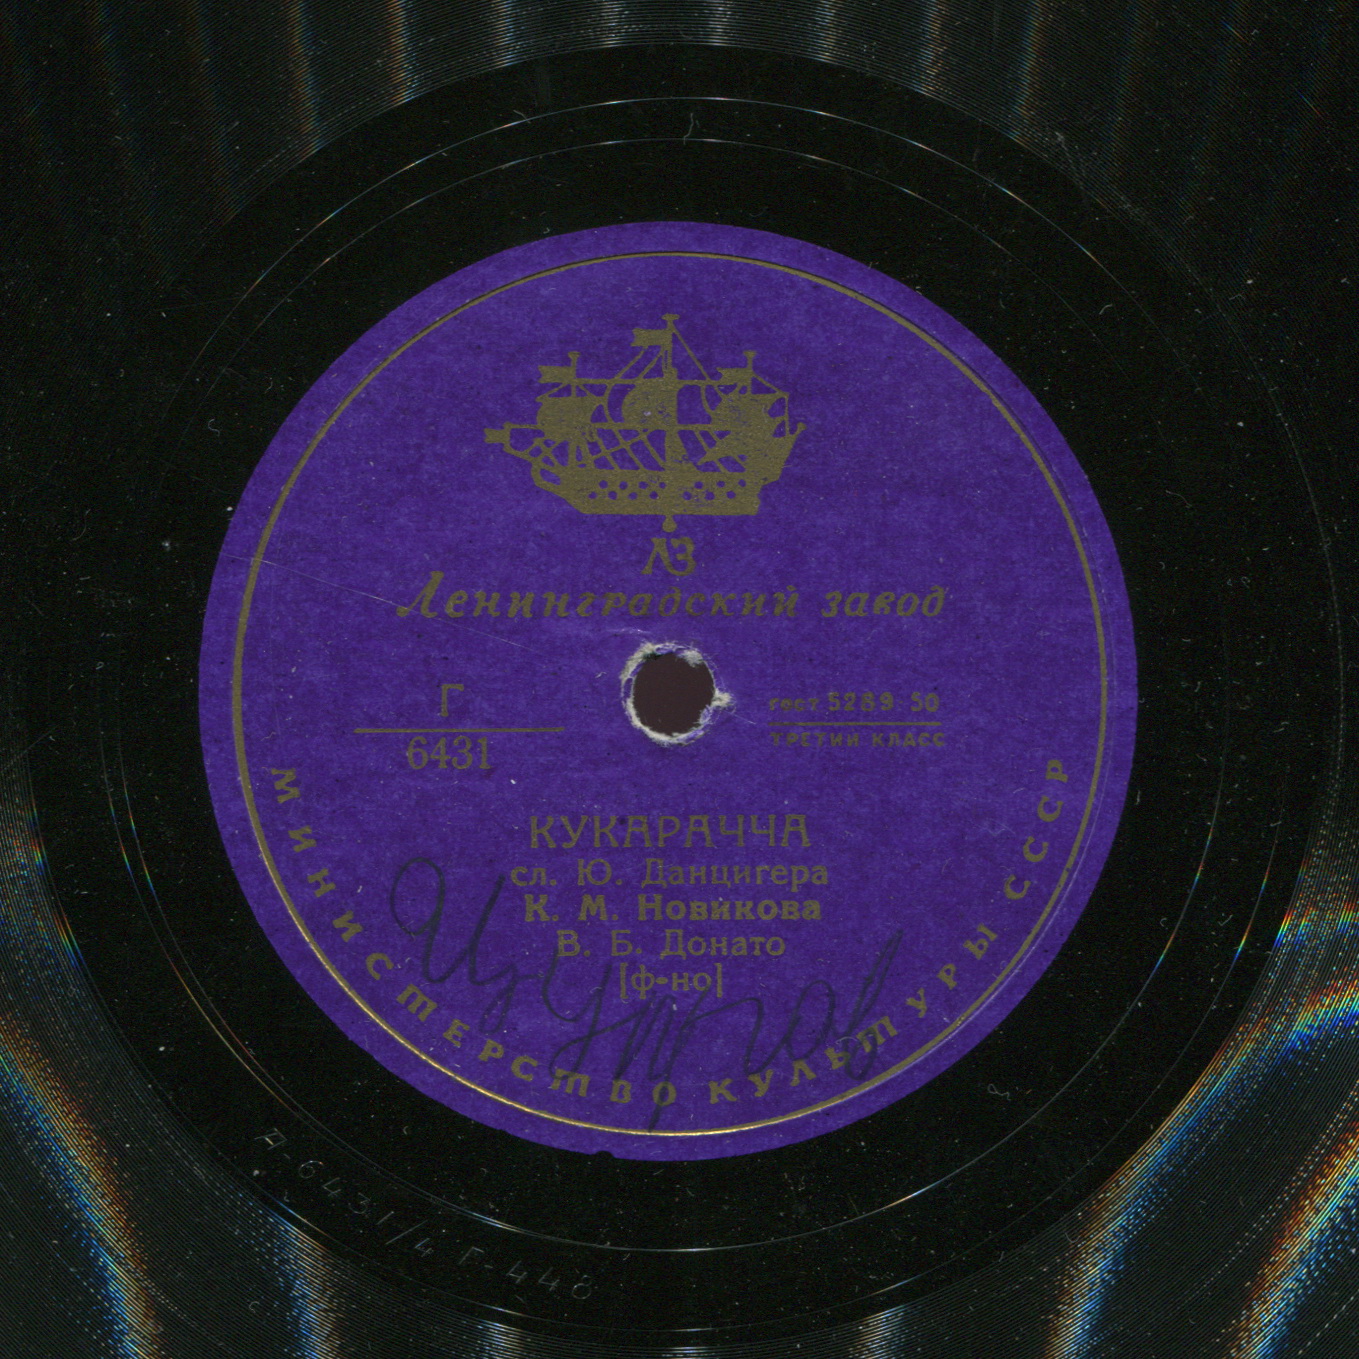 ЛЗ
Ленинградский завод
Г
6431
ГОСТ 5289-50
ТРЕТИЙ КЛАСС
КУКАРАЧЧА
сл. Ю. Данцигера
К. М. Новикова
В. Б. Донато
[ф-но]
МИНИСТЕРСТВО КУЛЬТУРЫ СССР
А-6431/4 Г-448